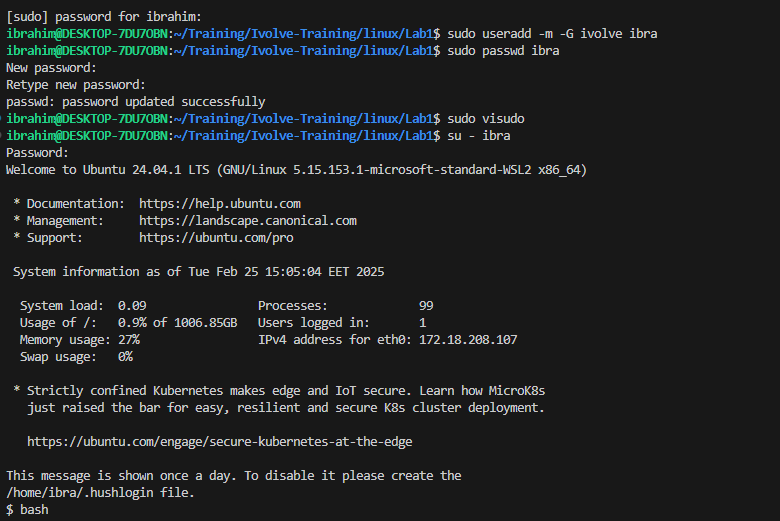 [sudo] password for ibrahim:
ibrahim@DESKTOP-7DU7OBN:~/Training/Ivolve-Training/linux/Lab1$ sudo useradd -m -G ivolve ibra
ibrahim@DESKTOP-7DU7OBN:~/Training/Ivolve-Training/linux/Lab1$ sudo passwd ibra
New password:
Retype new password:
passwd: password updated successfully
ibrahim@DESKTOP-7DU7OBN:~/Training/Ivolve-Training/linux/Lab1$ sudo visudo
ibrahim@DESKTOP-7DU7OBN:~/Training/Ivolve-Training/linux/Lab1$ su - ibra
Password:
Welcome to Ubuntu 24.04.1 LTS (GNU/Linux 5.15.153.1-microsoft-standard-WSL2 x86_64)
* Documentation:  https://help.ubuntu.com
* Management:     https://landscape.canonical.com
* Support:        https://ubuntu.com/pro
System information as of Tue Feb 25 15:05:04 EET 2025
System load:  0.09                Processes:             99
Usage of /:   0.9% of 1006.85GB   Users logged in:       1
Memory usage: 27%                 IPv4 address for eth0: 172.18.208.107
Swap usage:   0%
* Strictly confined Kubernetes makes edge and IoT secure. Learn how MicroK8s
just raised the bar for easy, resilient and secure K8s cluster deployment.
https://ubuntu.com/engage/secure-kubernetes-at-the-edge
This message is shown once a day. To disable it please create the
/home/ibra/.hushlogin file.
$ bash